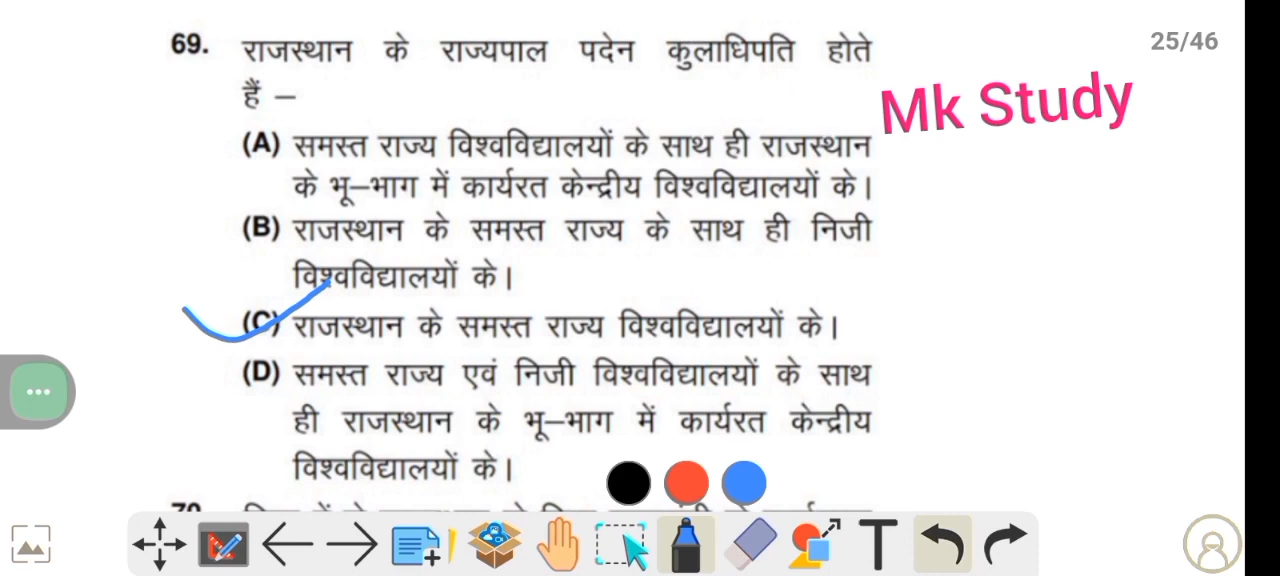 69. राजस्थान के राज्यपाल पदेन कुलाधिपति होते
हैं –
(A) समस्त राज्य विश्वविद्यालयों के साथ ही राजस्थान
के भू–भाग में कार्यरत केन्द्रीय विश्वविद्यालयों के।
(B) राजस्थान के समस्त राज्य के साथ ही निजी
विश्वविद्यालयों के।
(C) राजस्थान के समस्त राज्य विश्वविद्यालयों के।
(D) समस्त राज्य एवं निजी विश्वविद्यालयों के साथ
ही राजस्थान के भू–भाग में कार्यरत केन्द्रीय
विश्वविद्यालयों के।
70.
25/46
Mk Study
T